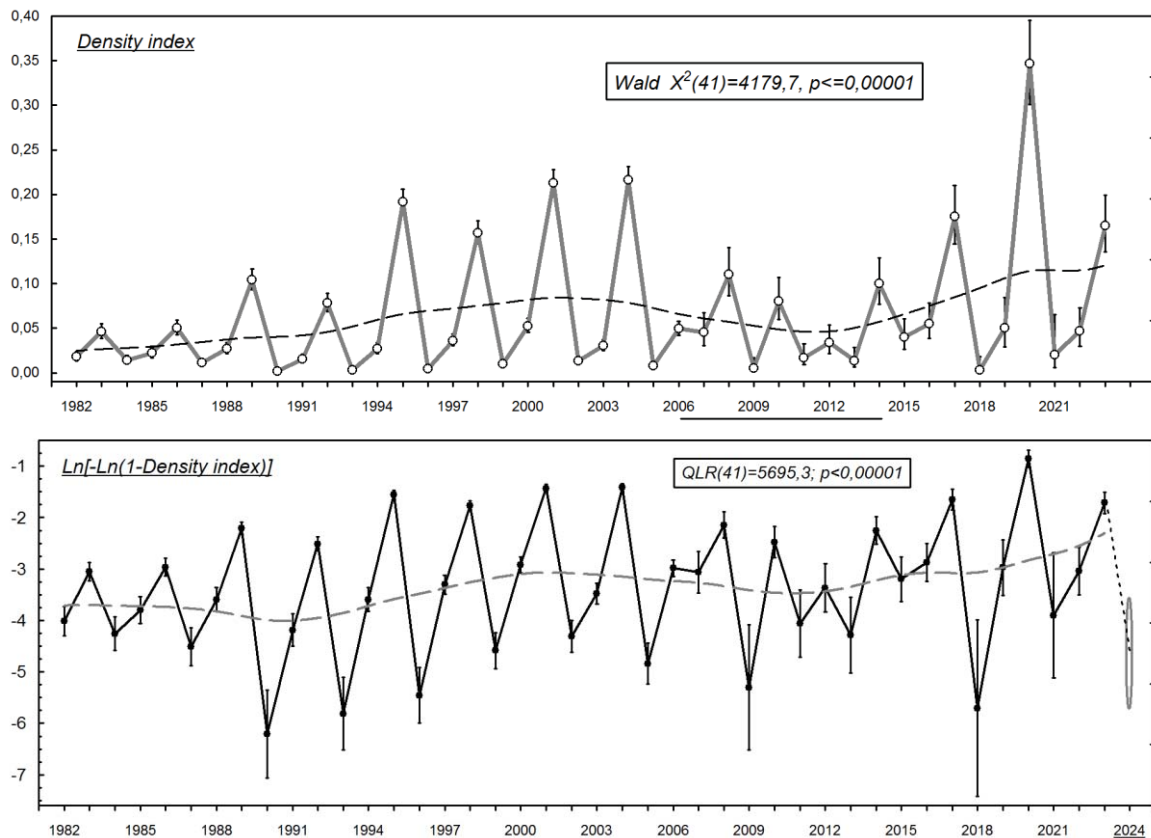 0,40
Density index
0,35
Wald X²(41)=4179,7, p<=0,00001
0,30
0,25
0,20
0,15
0,10
0,05
0,00
1982 1985 1988 1991 1994 1997 2000 2003 2006 2009 2012 2015 2018 2021
Ln[-Ln(1-Density index)]
QLR(41)=5695,3; p<0,00001
-1
-2
-3
-4
-5
-6
-7
1982 1985 1988 1991 1994 1997 2000 2003 2006 2009 2012 2015 2018 2021 2024